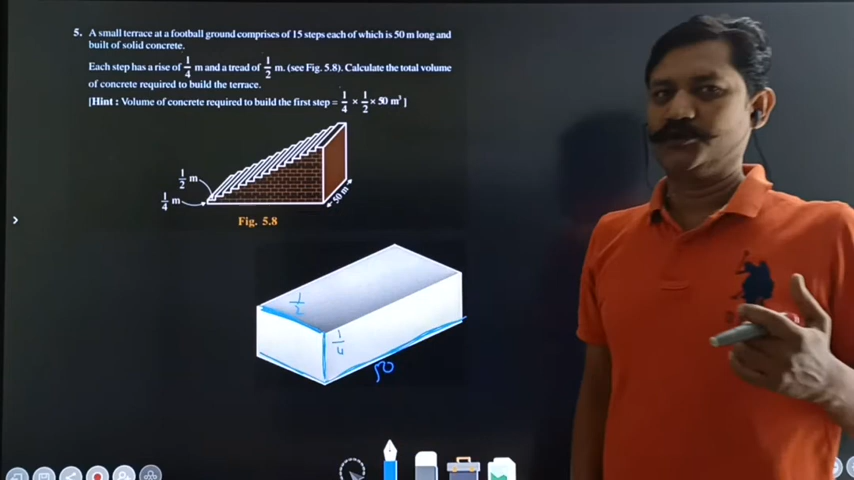 5. A small terrace at a football ground comprises of 15 steps each of which is 50 m long and
built of solid concrete.
Each step has a rise of 1/4 m and a tread of 1/2 m. (see Fig. 5.8). Calculate the total volume
of concrete required to build the terrace.
[Hint : Volume of concrete required to build the first step = 1/4 × 1/2 × 50 m³]
1/2 m
1/4 m
50 m
Fig. 5.8
1/2
1/4
50